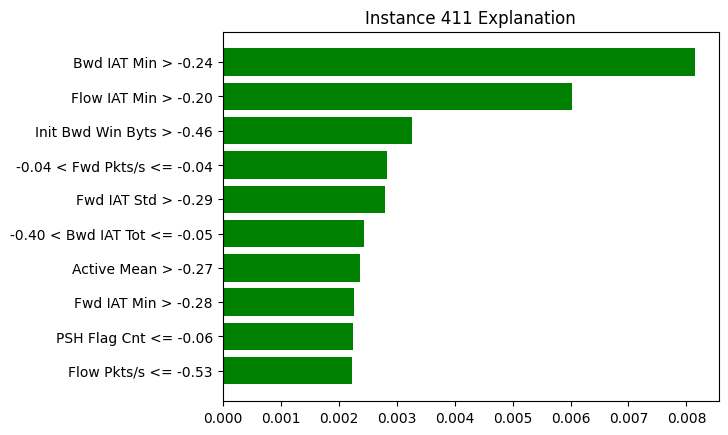 Instance 411 Explanation
Bwd IAT Min > -0.24
Flow IAT Min > -0.20
Init Bwd Win Byts > -0.46
-0.04 < Fwd Pkts/s <= -0.04
Fwd IAT Std > -0.29
-0.40 < Bwd IAT Tot <= -0.05
Active Mean > -0.27
Fwd IAT Min > -0.28
PSH Flag Cnt <= -0.06
Flow Pkts/s <= -0.53
0.000 0.001 0.002 0.003 0.004 0.005 0.006 0.007 0.008